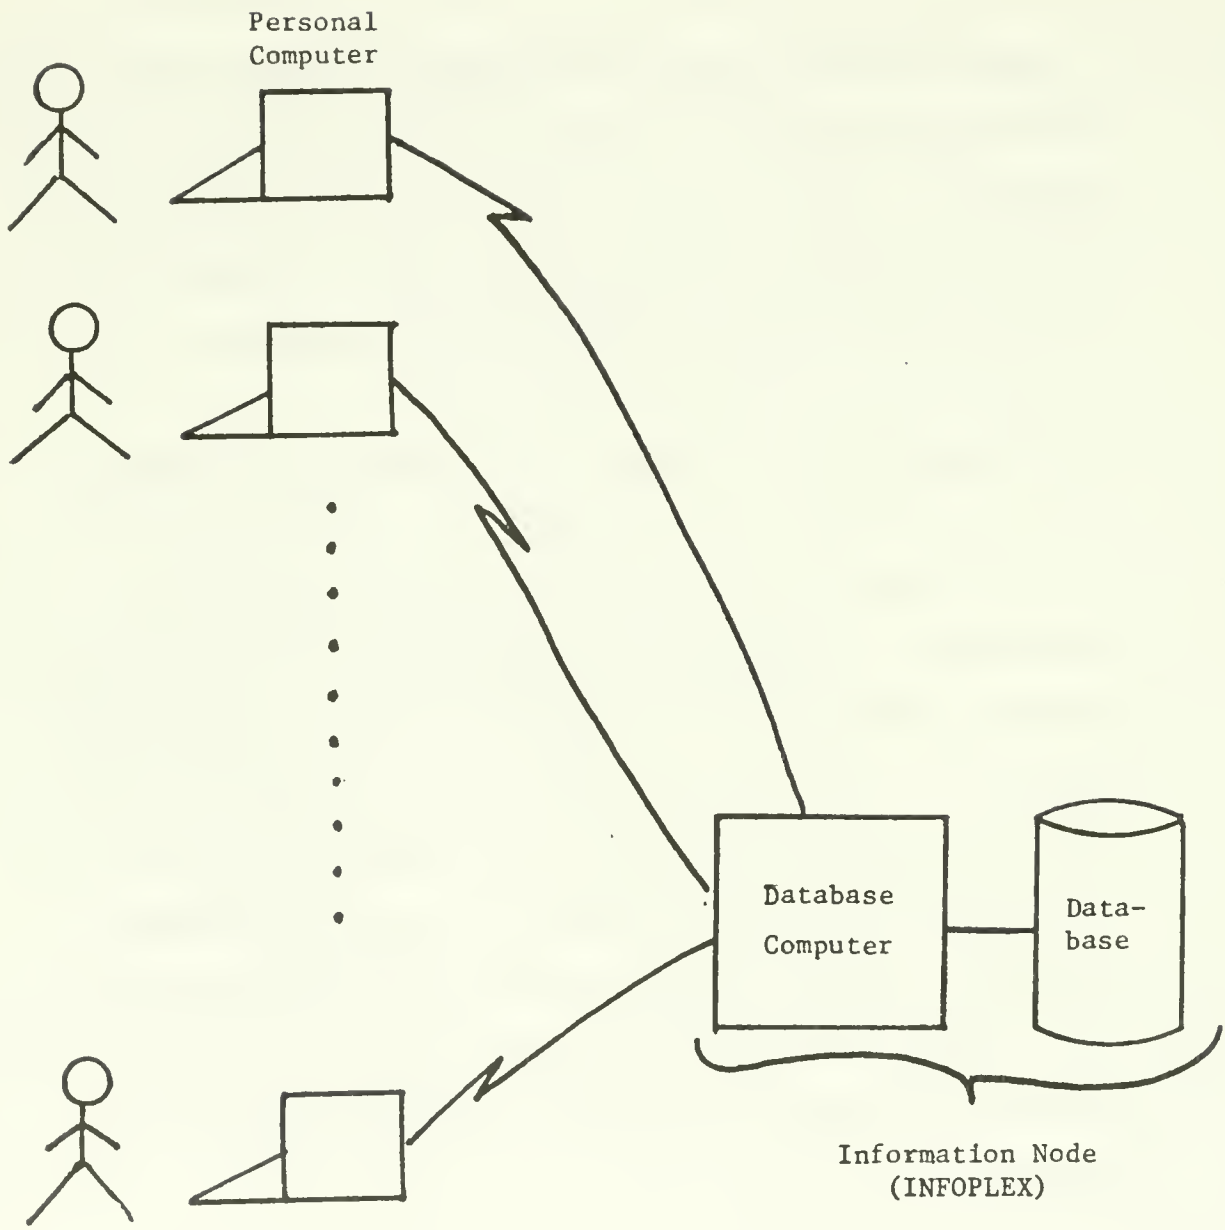 Personal
Computer
Database
Computer
Data-
base
Information Node
(INFOPLEX)